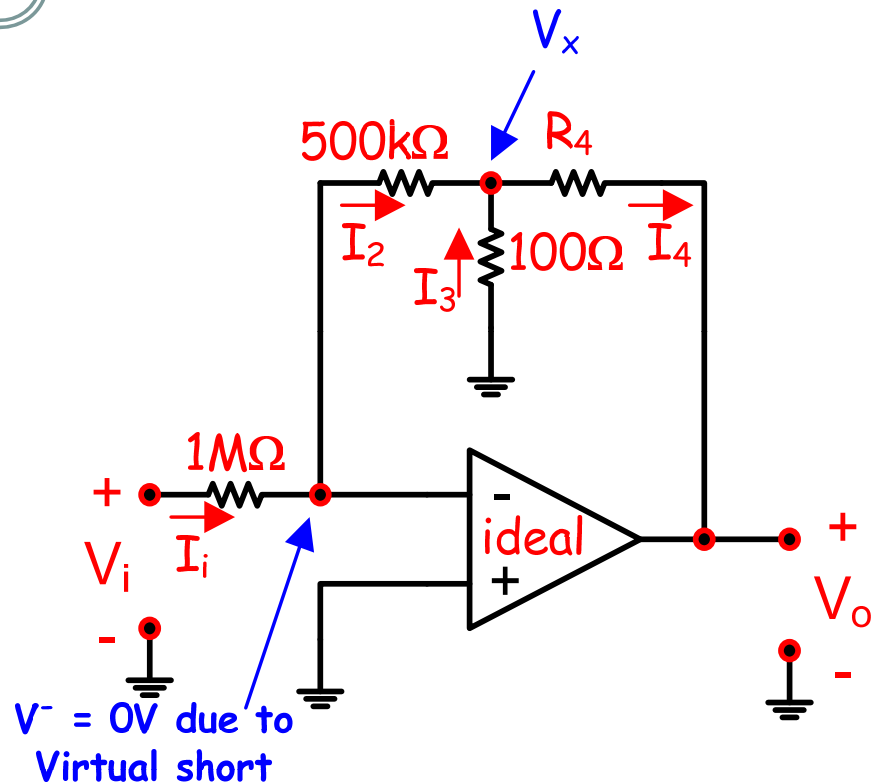 Vx
500kΩ
R4
I2
100Ω
I4
I3
1MΩ
+
-
ideal
+
+
Vi
Ii
Vo
-
-
V- = 0V due to
Virtual short